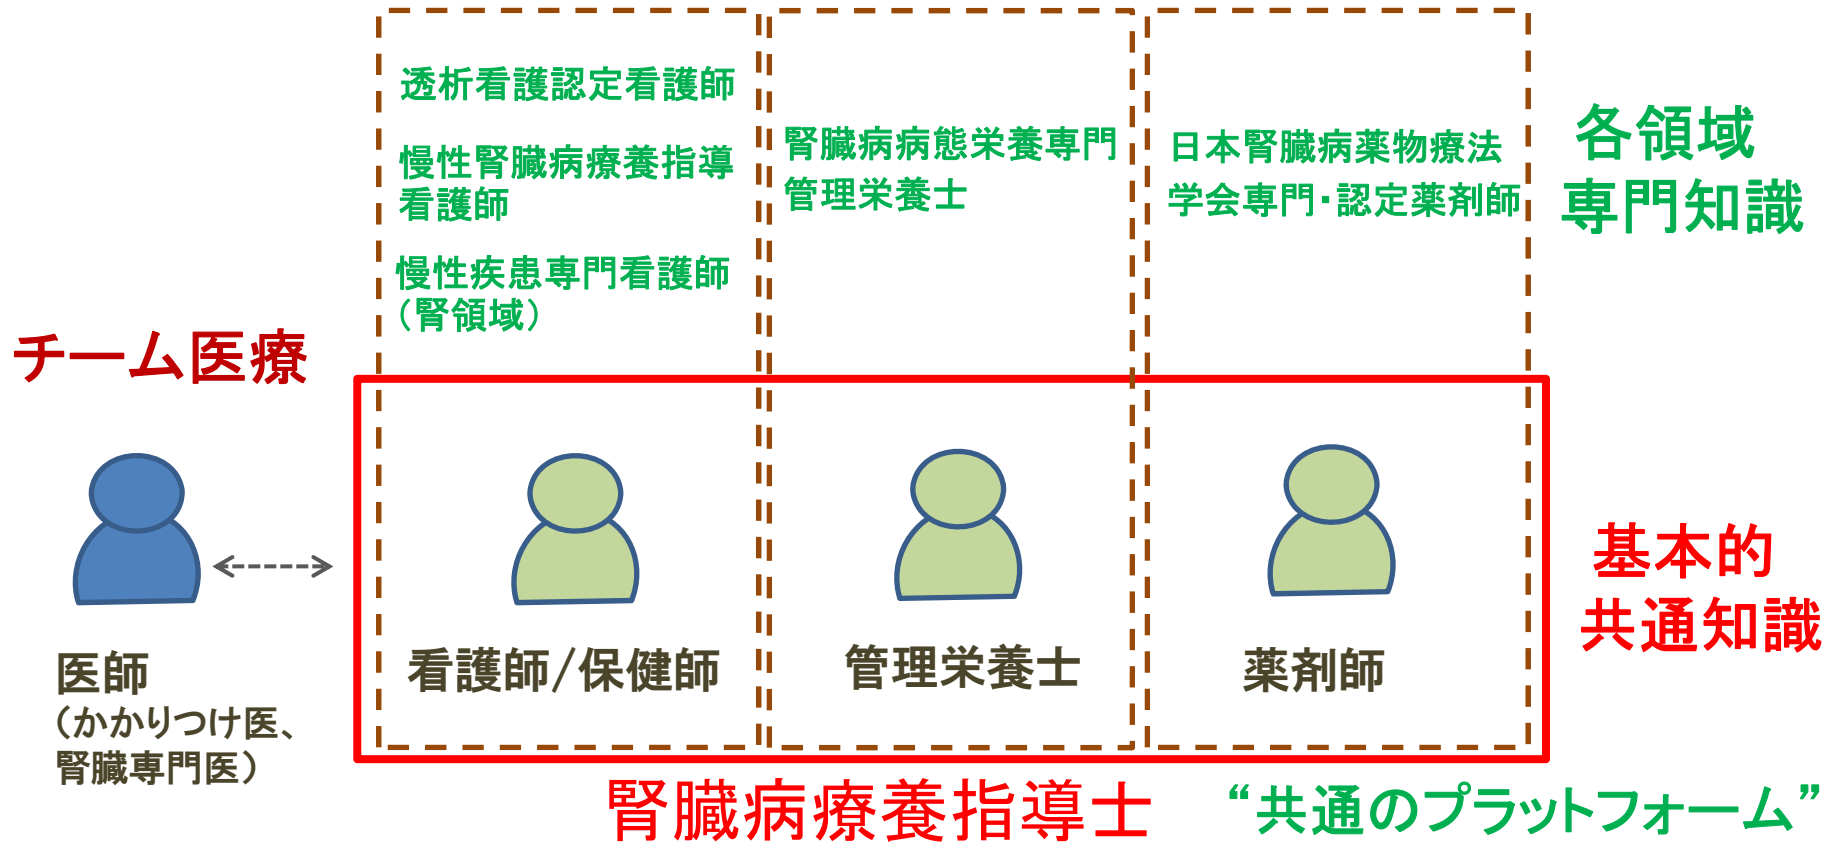 透析看護認定看護師
慢性腎臓病療養指導
看護師
慢性疾患専門看護師
（腎領域）
腎臓病病態栄養専門
管理栄養士
日本腎臓病薬物療法
学会専門・認定薬剤師
各領域
専門知識
チーム医療
医師
（かかりつけ医、
腎臓専門医）
看護師/保健師
管理栄養士
薬剤師
基本的
共通知識
腎臓病療養指導士
“共通のプラットフォーム”